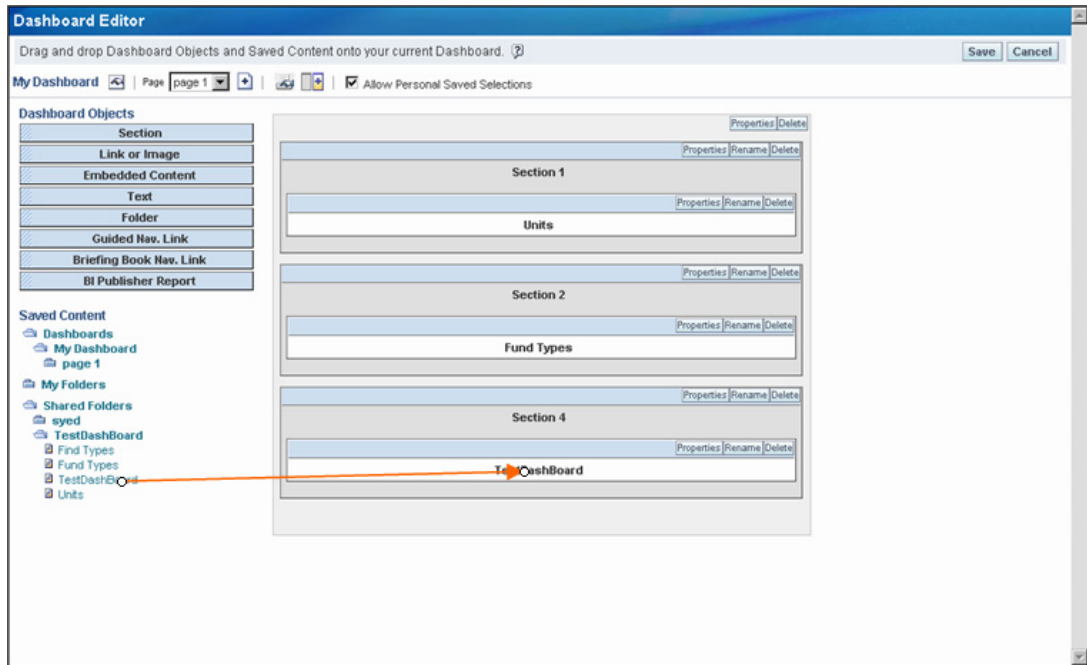 Dashboard Editor
Drag and drop Dashboard Objects and Saved Content onto your current Dashboard.
Save Cancel
My Dashboard Page page 1 Allow Personal Saved Selections
Dashboard Objects
Section
Link or Image
Embedded Content
Text
Folder
Guided Nav. Link
Briefing Book Nav. Link
BI Publisher Report
Saved Content
Dashboards
My Dashboard
page 1
My Folders
Shared Folders
syed
TestDashBoard
Find Types
Fund Types
TestDashBoard
Units
Properties Delete
Properties Rename Delete
Section 1
Properties Rename Delete
Units
Properties Rename Delete
Section 2
Properties Rename Delete
Fund Types
Properties Rename Delete
Section 4
Properties Rename Delete
TestDashBoard